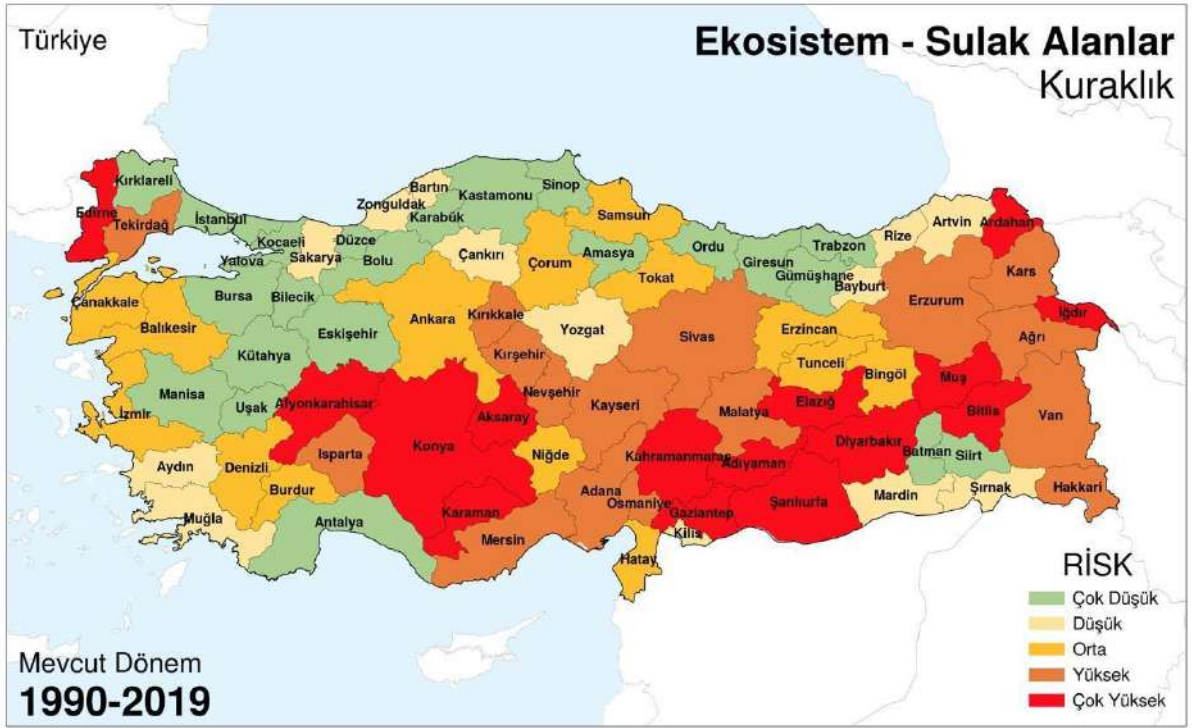 Türkiye
Ekosistem - Sulak Alanlar
Kuraklık
Kırklareli
Edirne
Tekirdağ
İstanbul
Kocaeli
Yalova
Sakarya
Düzce
Bolu
Zonguldak
Bartın
Karabük
Kastamonu
Sinop
Çankırı
Samsun
Çorum
Amasya
Tokat
Ordu
Giresun
Trabzon
Gümüşhane
Bayburt
Rize
Artvin
Ardahan
Kars
Iğdır
Erzurum
Ağrı
Çanakkale
Balıkesir
Bursa
Bilecik
Eskişehir
Kütahya
Ankara
Kırıkkale
Kırşehir
Yozgat
Sivas
Erzincan
Tunceli
Bingöl
Muş
Bitlis
Van
Manisa
Uşak
İzmir
Afyonkarahisar
Konya
Aksaray
Nevşehir
Kayseri
Malatya
Elazığ
Diyarbakır
Batman
Siirt
Aydın
Denizli
Isparta
Burdur
Niğde
Kahramanmaraş
Adıyaman
Şanlıurfa
Mardin
Şırnak
Hakkari
Muğla
Antalya
Karaman
Mersin
Adana
Osmaniye
Gaziantep
Kilis
Hatay
RİSK
Çok Düşük
Düşük
Orta
Yüksek
Çok Yüksek
Mevcut Dönem
1990-2019